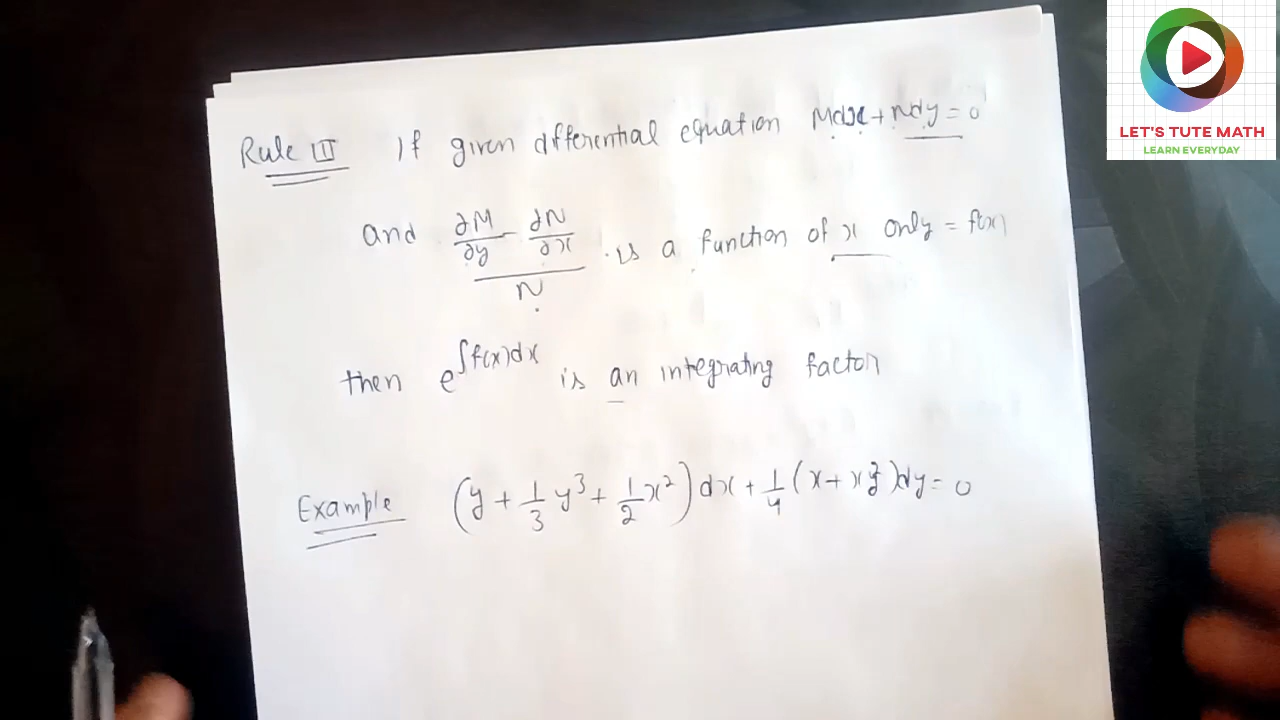 LET'S TUTE MATH
LEARN EVERYDAY
Rule III If given differential equation Mdx + Ndy = 0
and (∂M/∂y - ∂N/∂x)/N is a function of x only = f(x)
then e^∫f(x)dx is an integrating factor
Example (y + 1/3 y³ + 1/2 x²) dx + 1/4 (x + xy²) dy = 0